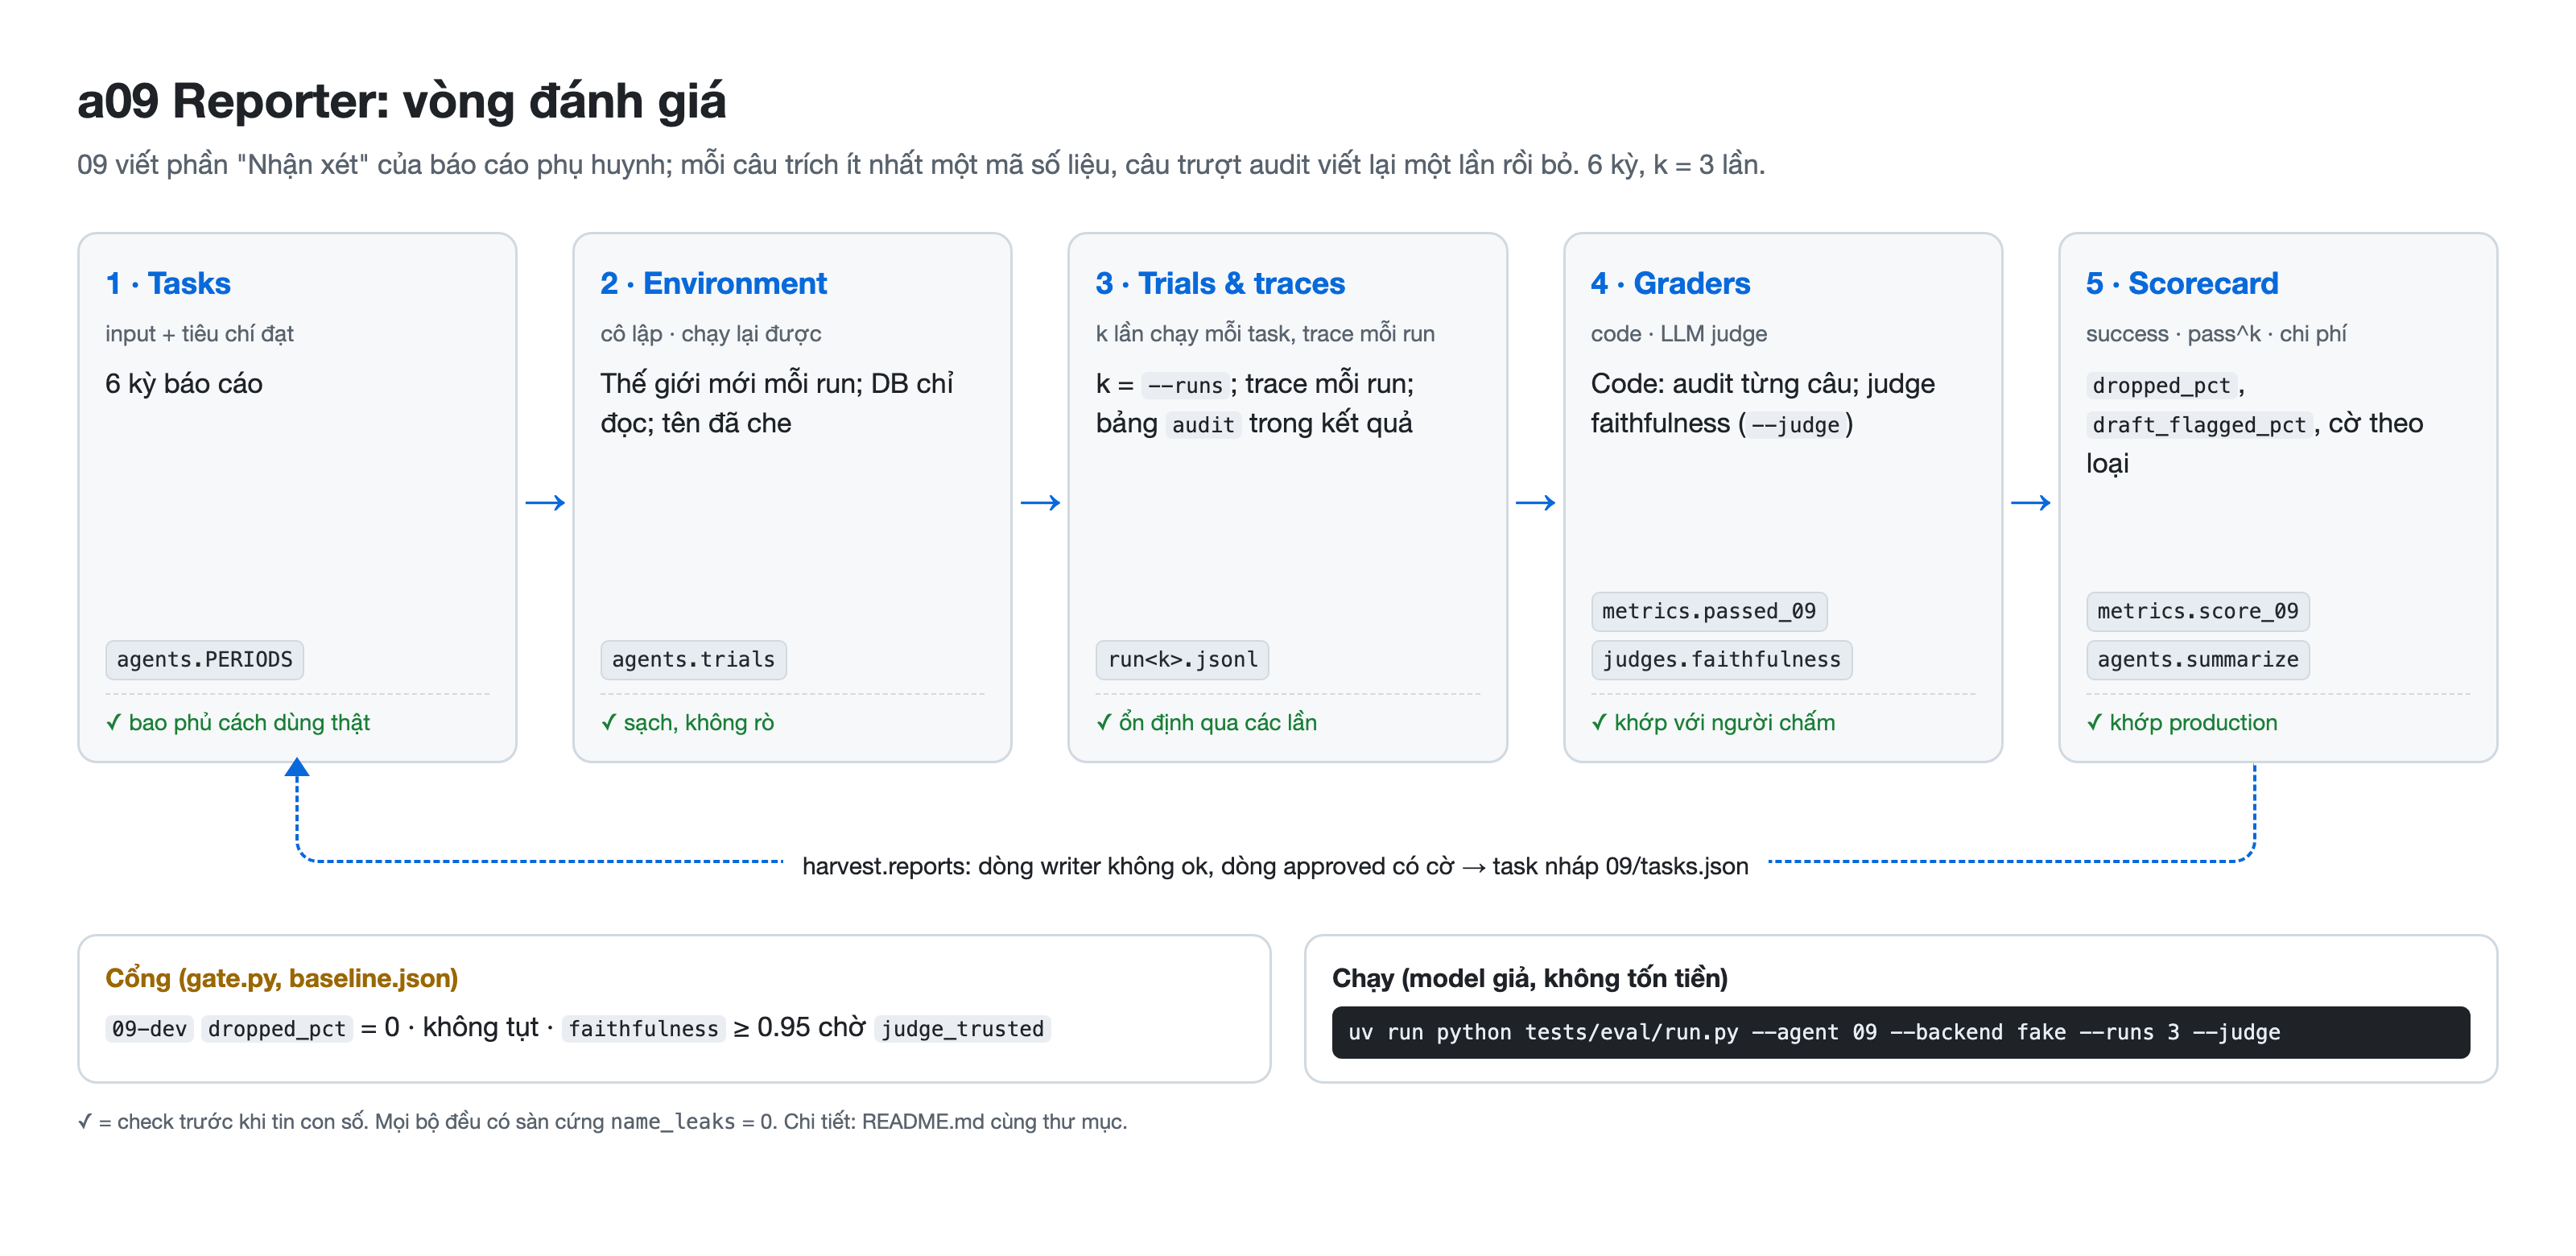 a09 Reporter: vòng đánh giá
09 viết phần "Nhận xét" của báo cáo phụ huynh; mỗi câu trích ít nhất một mã số liệu, câu trượt audit viết lại một lần rồi bỏ. 6 kỳ, k = 3 lần.
1 · Tasks
input + tiêu chí đạt
6 kỳ báo cáo
agents.PERIODS
✓ bao phủ cách dùng thật
→
2 · Environment
cô lập · chạy lại được
Thế giới mới mỗi run; DB chỉ
đọc; tên đã che
agents.trials
✓ sạch, không rò
→
3 · Trials & traces
k lần chạy mỗi task, trace mỗi run
k = --runs; trace mỗi run;
bảng audit trong kết quả
run<k>.jsonl
✓ ổn định qua các lần
→
4 · Graders
code · LLM judge
Code: audit từng câu; judge
faithfulness (--judge)
metrics.passed_09
judges.faithfulness
✓ khớp với người chấm
→
5 · Scorecard
success · pass^k · chi phí
dropped_pct,
draft_flagged_pct, cờ theo
loại
metrics.score_09
agents.summarize
✓ khớp production
harvest.reports: dòng writer không ok, dòng approved có cờ → task nháp 09/tasks.json
Cổng (gate.py, baseline.json)
09-dev dropped_pct = 0 · không tụt · faithfulness ≥ 0.95 chờ judge_trusted
Chạy (model giả, không tốn tiền)
uv run python tests/eval/run.py --agent 09 --backend fake --runs 3 --judge
✓ = check trước khi tin con số. Mọi bộ đều có sàn cứng name_leaks = 0. Chi tiết: README.md cùng thư mục.